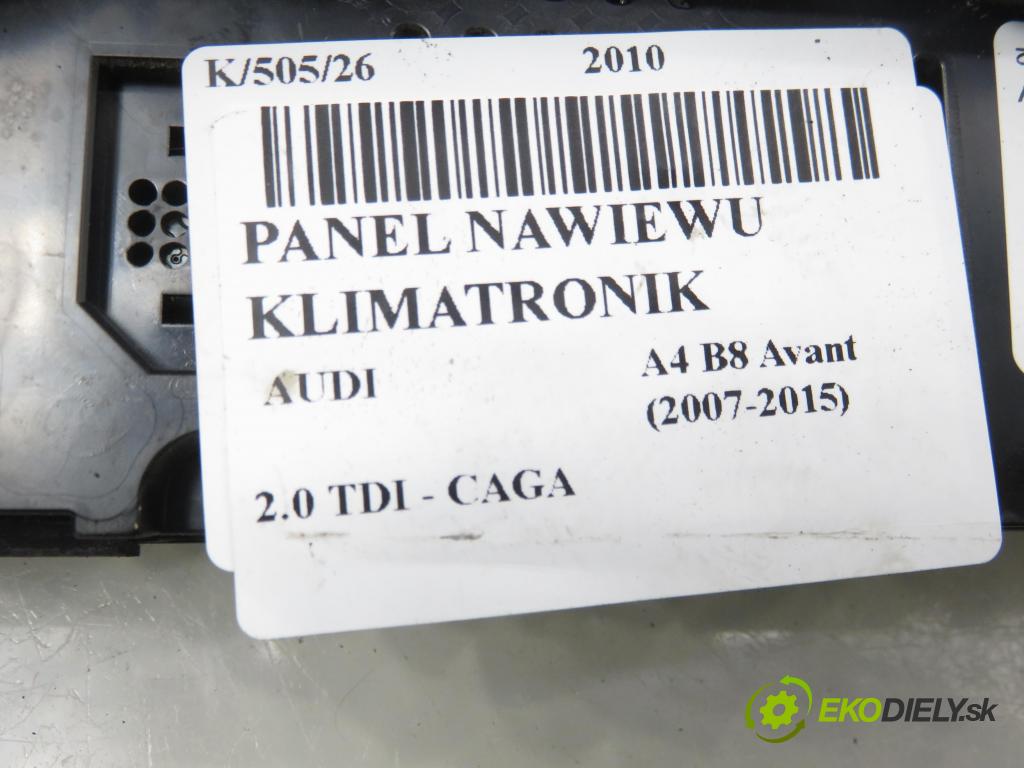 K/505/26 2010
PANEL NAWIEWU
KLIMATRONIK
AUDI A4 B8 Avant
(2007-2015)
2.0 TDI - CAGA
EKODIELY.sk